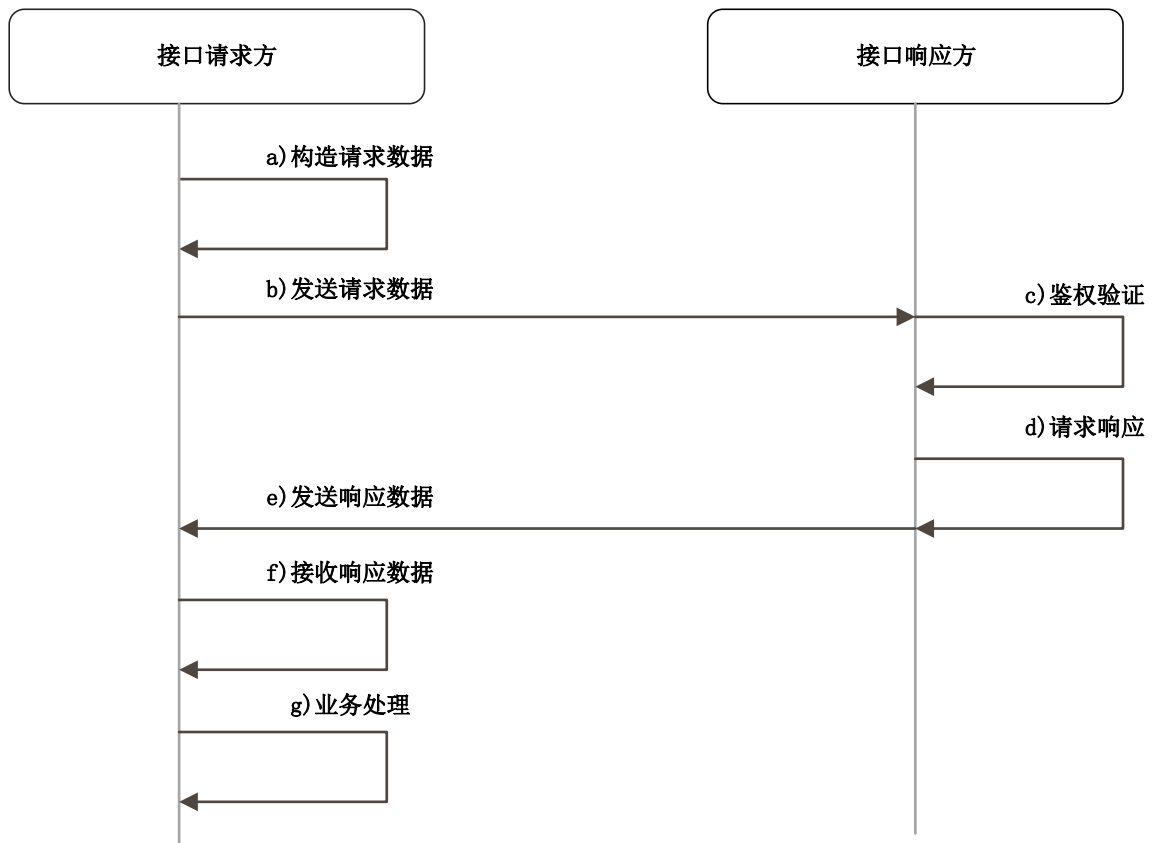 接口请求方
接口响应方
a)构造请求数据
b)发送请求数据
c)鉴权验证
d)请求响应
e)发送响应数据
f)接收响应数据
g)业务处理